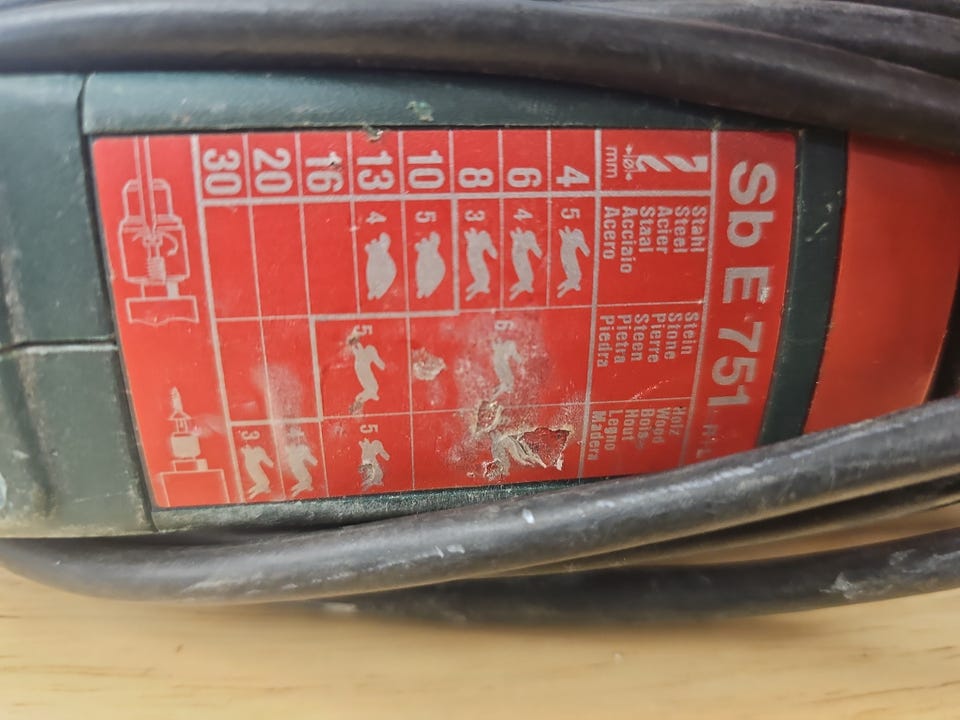 Sb E 751
Stahl Stein Holz
Steel Stone Wood
Acier Pierre Bois
Staal Steen Hout
Acciaio Pietra Legno
mm Acero Piedra Madera
4 5
6 4
6
8 3
10 5
13 4 5 5
16
20
30 3